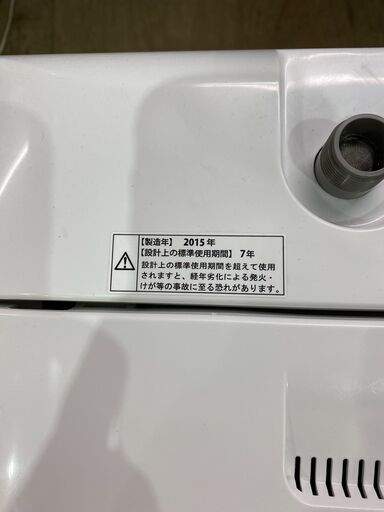 【製造年】 2015年
【設計上の標準使用期間】 7年
設計上の標準使用期間を超えて使用
されますと、経年劣化による発火・
けが等の事故に至る恐れがあります。